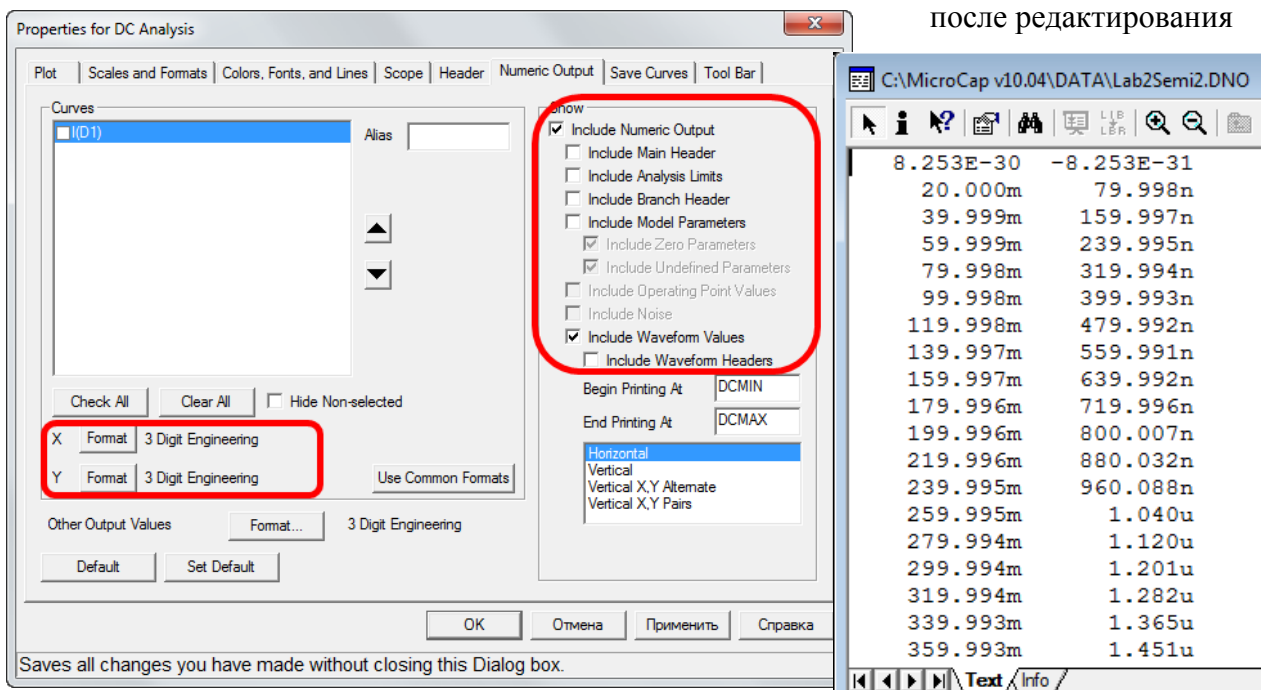 после редактирования
Properties for DC Analysis
Plot Scales and Formats Colors, Fonts, and Lines Scope Header Numeric Output Save Curves Tool Bar
Curves
I(D1)
Alias
Check All Clear All Hide Non-selected
X Format 3 Digit Engineering
Y Format 3 Digit Engineering Use Common Formats
Other Output Values Format... 3 Digit Engineering
Default Set Default
Show
Include Numeric Output
Include Main Header
Include Analysis Limits
Include Branch Header
Include Model Parameters
Include Zero Parameters
Include Undefined Parameters
Include Operating Point Values
Include Noise
Include Waveform Values
Include Waveform Headers
Begin Printing At DCMIN
End Printing At DCMAX
Horizontal
Vertical
Vertical X,Y Alternate
Vertical X,Y Pairs
OK Отмена Применить Справка
Saves all changes you have made without closing this Dialog box.
C:\MicroCap v10.04\DATA\Lab2Semi2.DNO
LIB
LBR
8.253E-30 -8.253E-31
20.000m 79.998n
39.999m 159.997n
59.999m 239.995n
79.998m 319.994n
99.998m 399.993n
119.998m 479.992n
139.997m 559.991n
159.997m 639.992n
179.996m 719.996n
199.996m 800.007n
219.996m 880.032n
239.995m 960.088n
259.995m 1.040u
279.994m 1.120u
299.994m 1.201u
319.994m 1.282u
339.993m 1.365u
359.993m 1.451u
Text Info